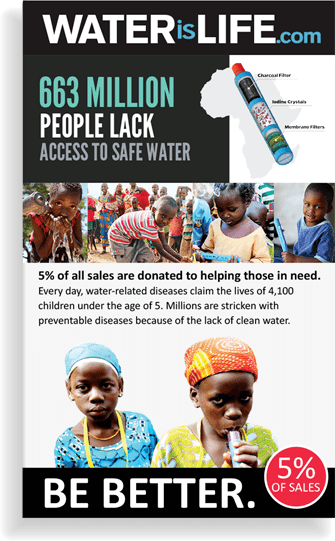 WATERisLIFE.com
663 MILLION
PEOPLE LACK
ACCESS TO SAFE WATER
Charcoal Filter
Iodine Crystals
Membrane Filters
5% of all sales are donated to helping those in need.
Every day, water-related diseases claim the lives of 4,100
children under the age of 5. Millions are stricken with
preventable diseases because of the lack of clean water.
BE BETTER.
5%
OF SALES